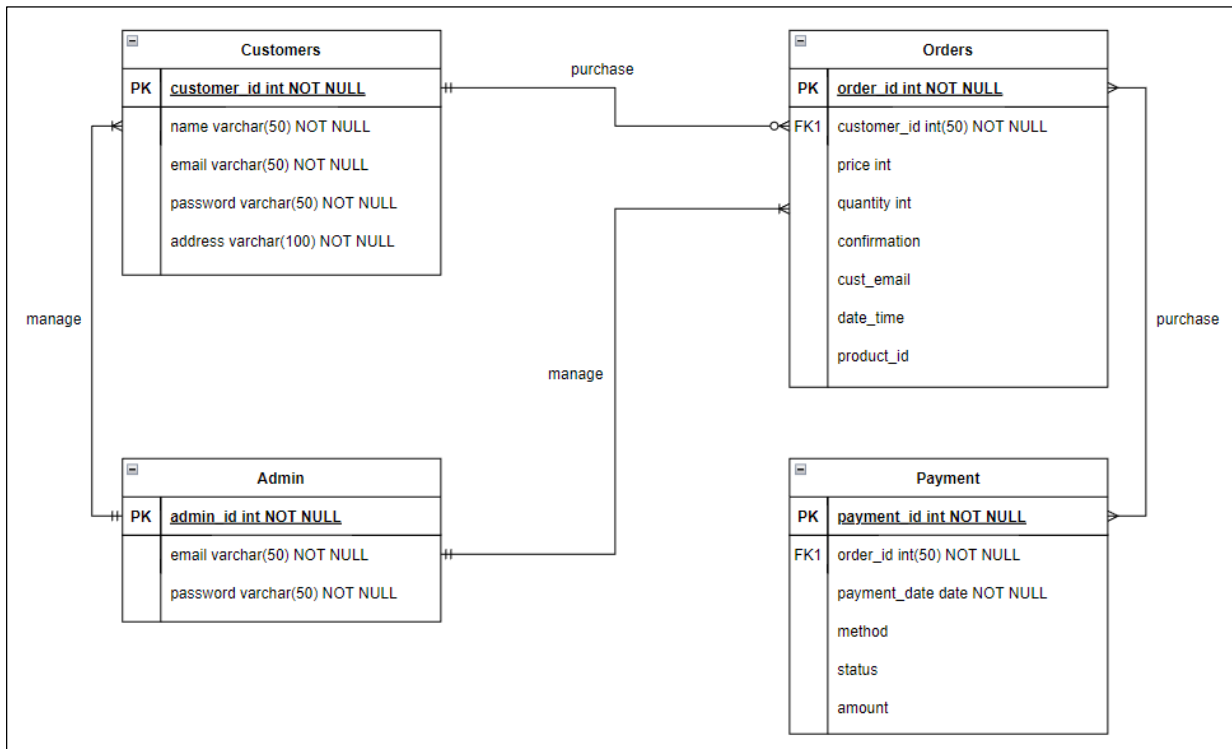 Customers
PK customer_id int NOT NULL
name varchar(50) NOT NULL
email varchar(50) NOT NULL
password varchar(50) NOT NULL
address varchar(100) NOT NULL
purchase
Orders
PK order_id int NOT NULL
FK1 customer_id int(50) NOT NULL
price int
quantity int
confirmation
cust_email
date_time
product_id
manage
manage
purchase
Admin
PK admin_id int NOT NULL
email varchar(50) NOT NULL
password varchar(50) NOT NULL
Payment
PK payment_id int NOT NULL
FK1 order_id int(50) NOT NULL
payment_date date NOT NULL
method
status
amount